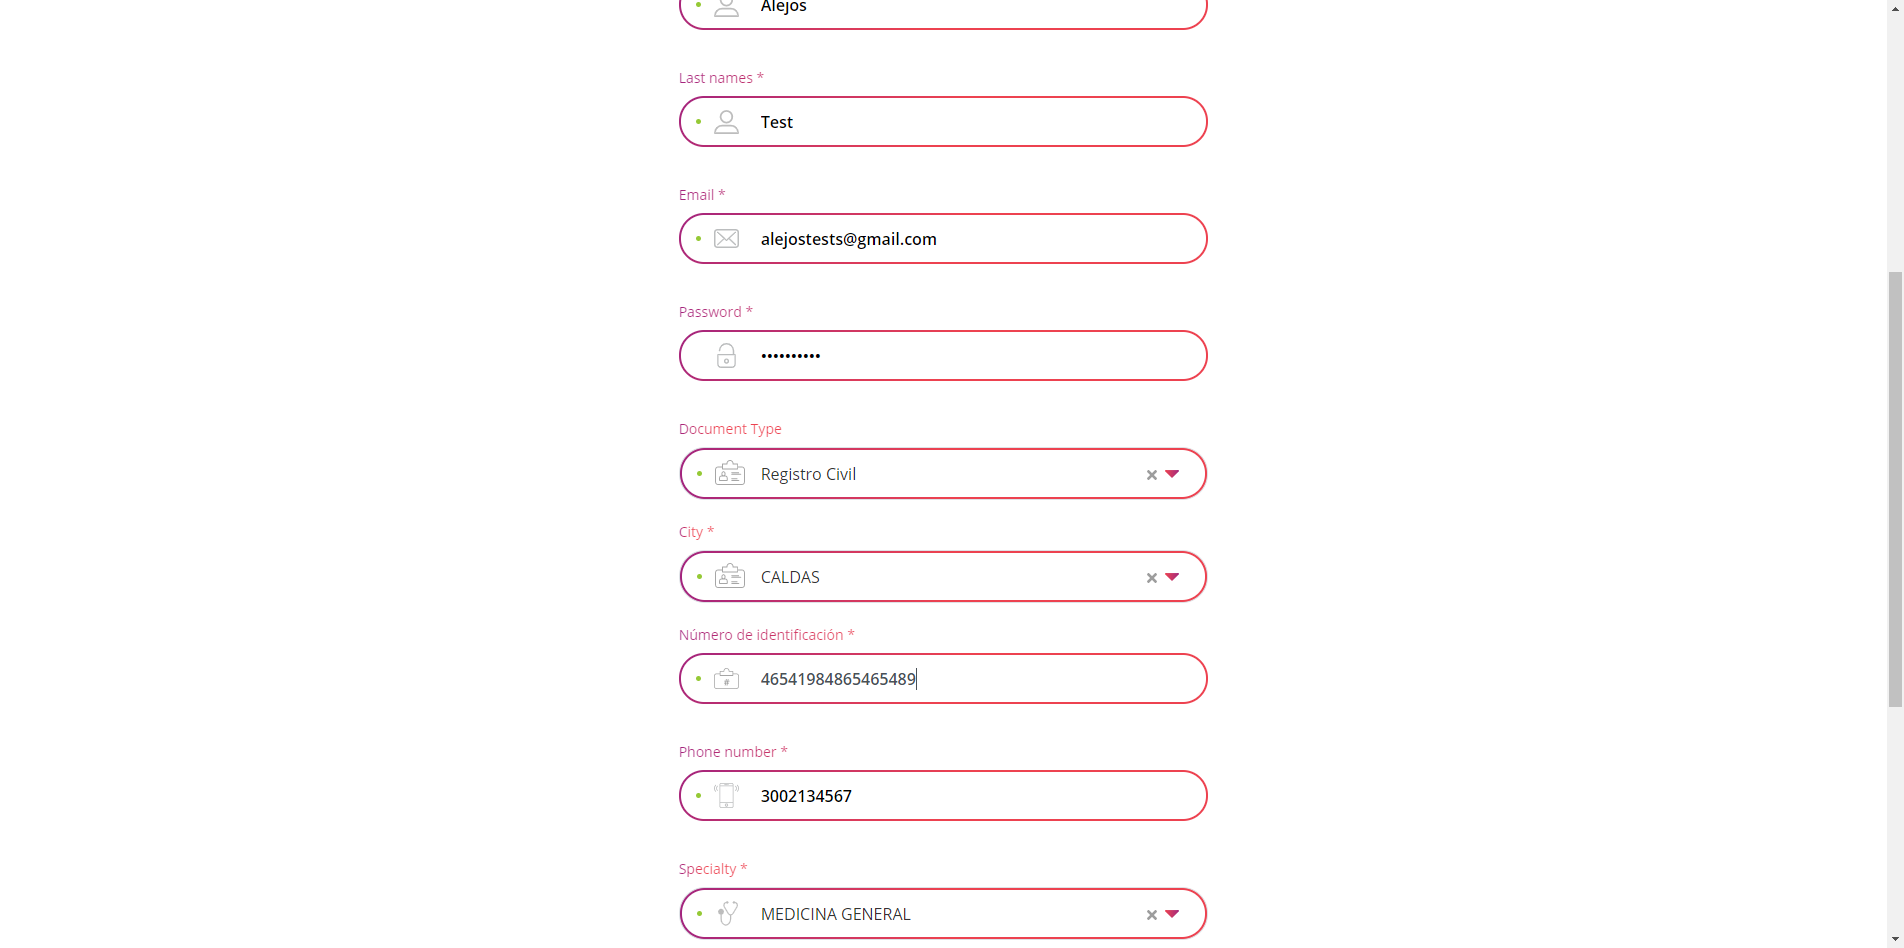 Alejos
Last names *
Test
Email *
alejostests@gmail.com
Password *
••••••••••
Document Type
Registro Civil
City *
CALDAS
Número de identificación *
46541984865465489
Phone number *
3002134567
Specialty *
MEDICINA GENERAL